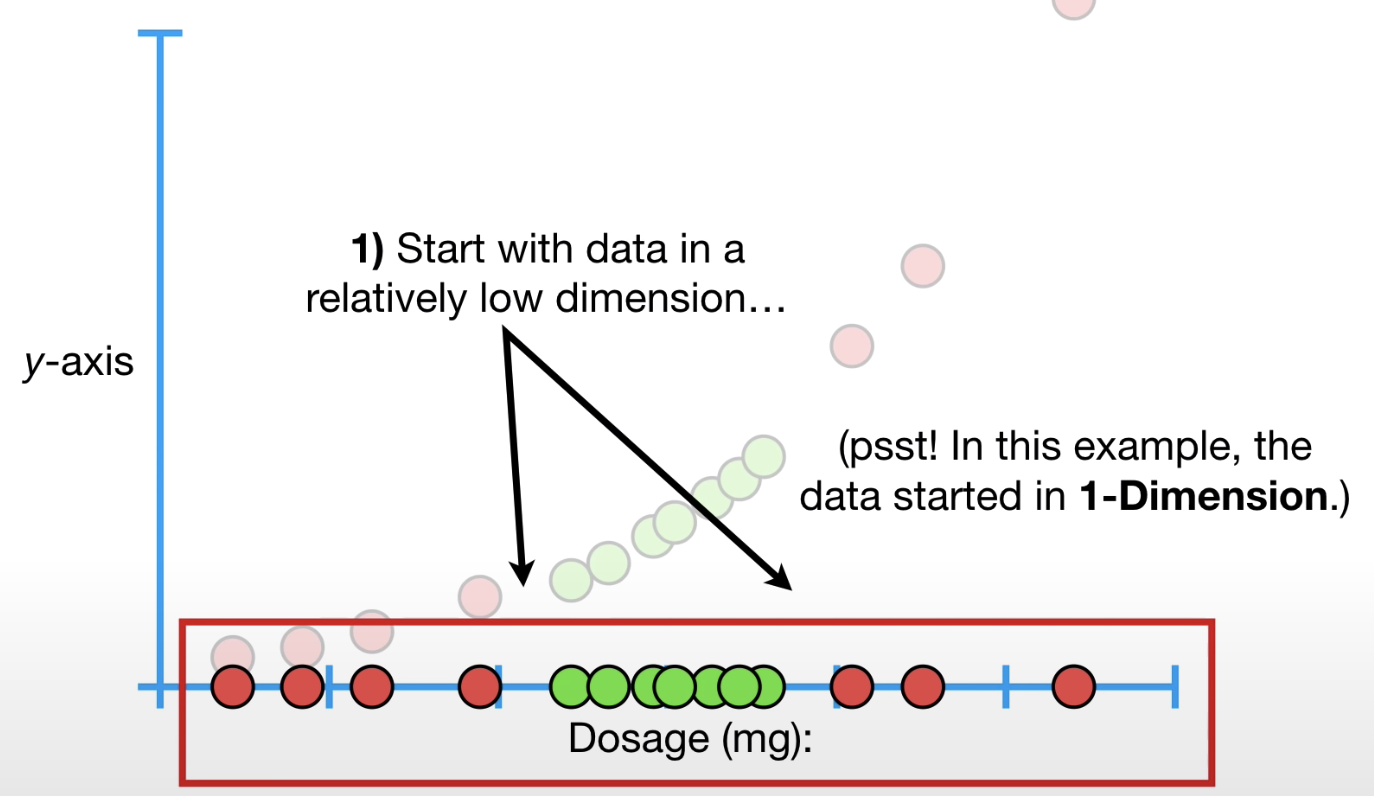 1) Start with data in a
relatively low dimension…
y-axis
(psst! In this example, the
data started in 1-Dimension.)
Dosage (mg):